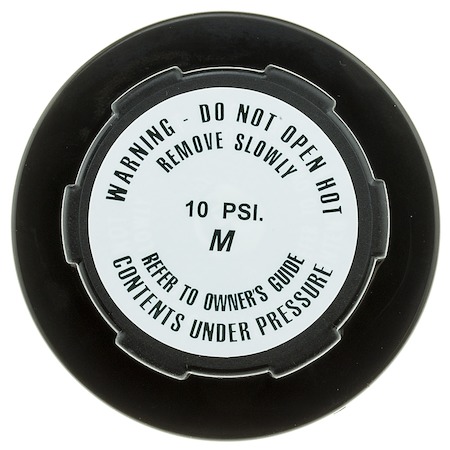 WARNING - DO NOT OPEN HOT
REMOVE SLOWLY
10 PSI.
M
REFER TO OWNER'S GUIDE
CONTENTS UNDER PRESSURE